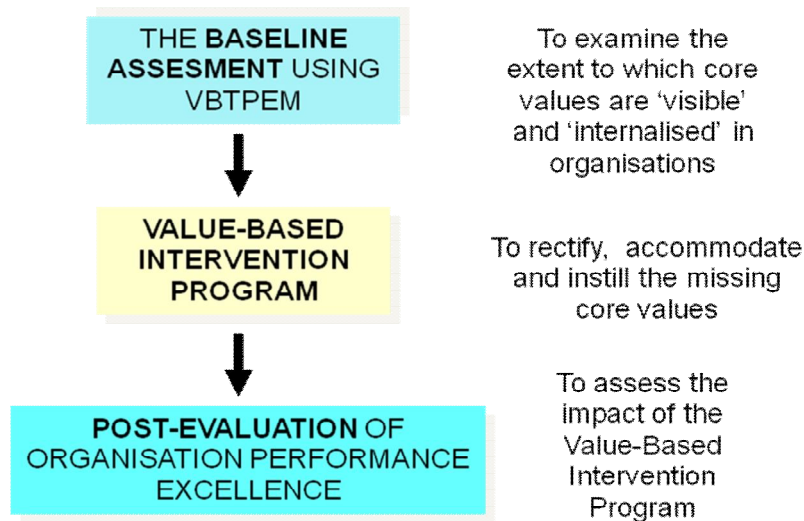 THE BASELINE
ASSESMENT USING
VBTPEM
To examine the
extent to which core
values are ‘visible’
and ‘internalised’ in
organisations
VALUE-BASED
INTERVENTION
PROGRAM
To rectify, accommodate
and instill the missing
core values
POST-EVALUATION OF
ORGANISATION PERFORMANCE
EXCELLENCE
To assess the
impact of the
Value-Based
Intervention
Program